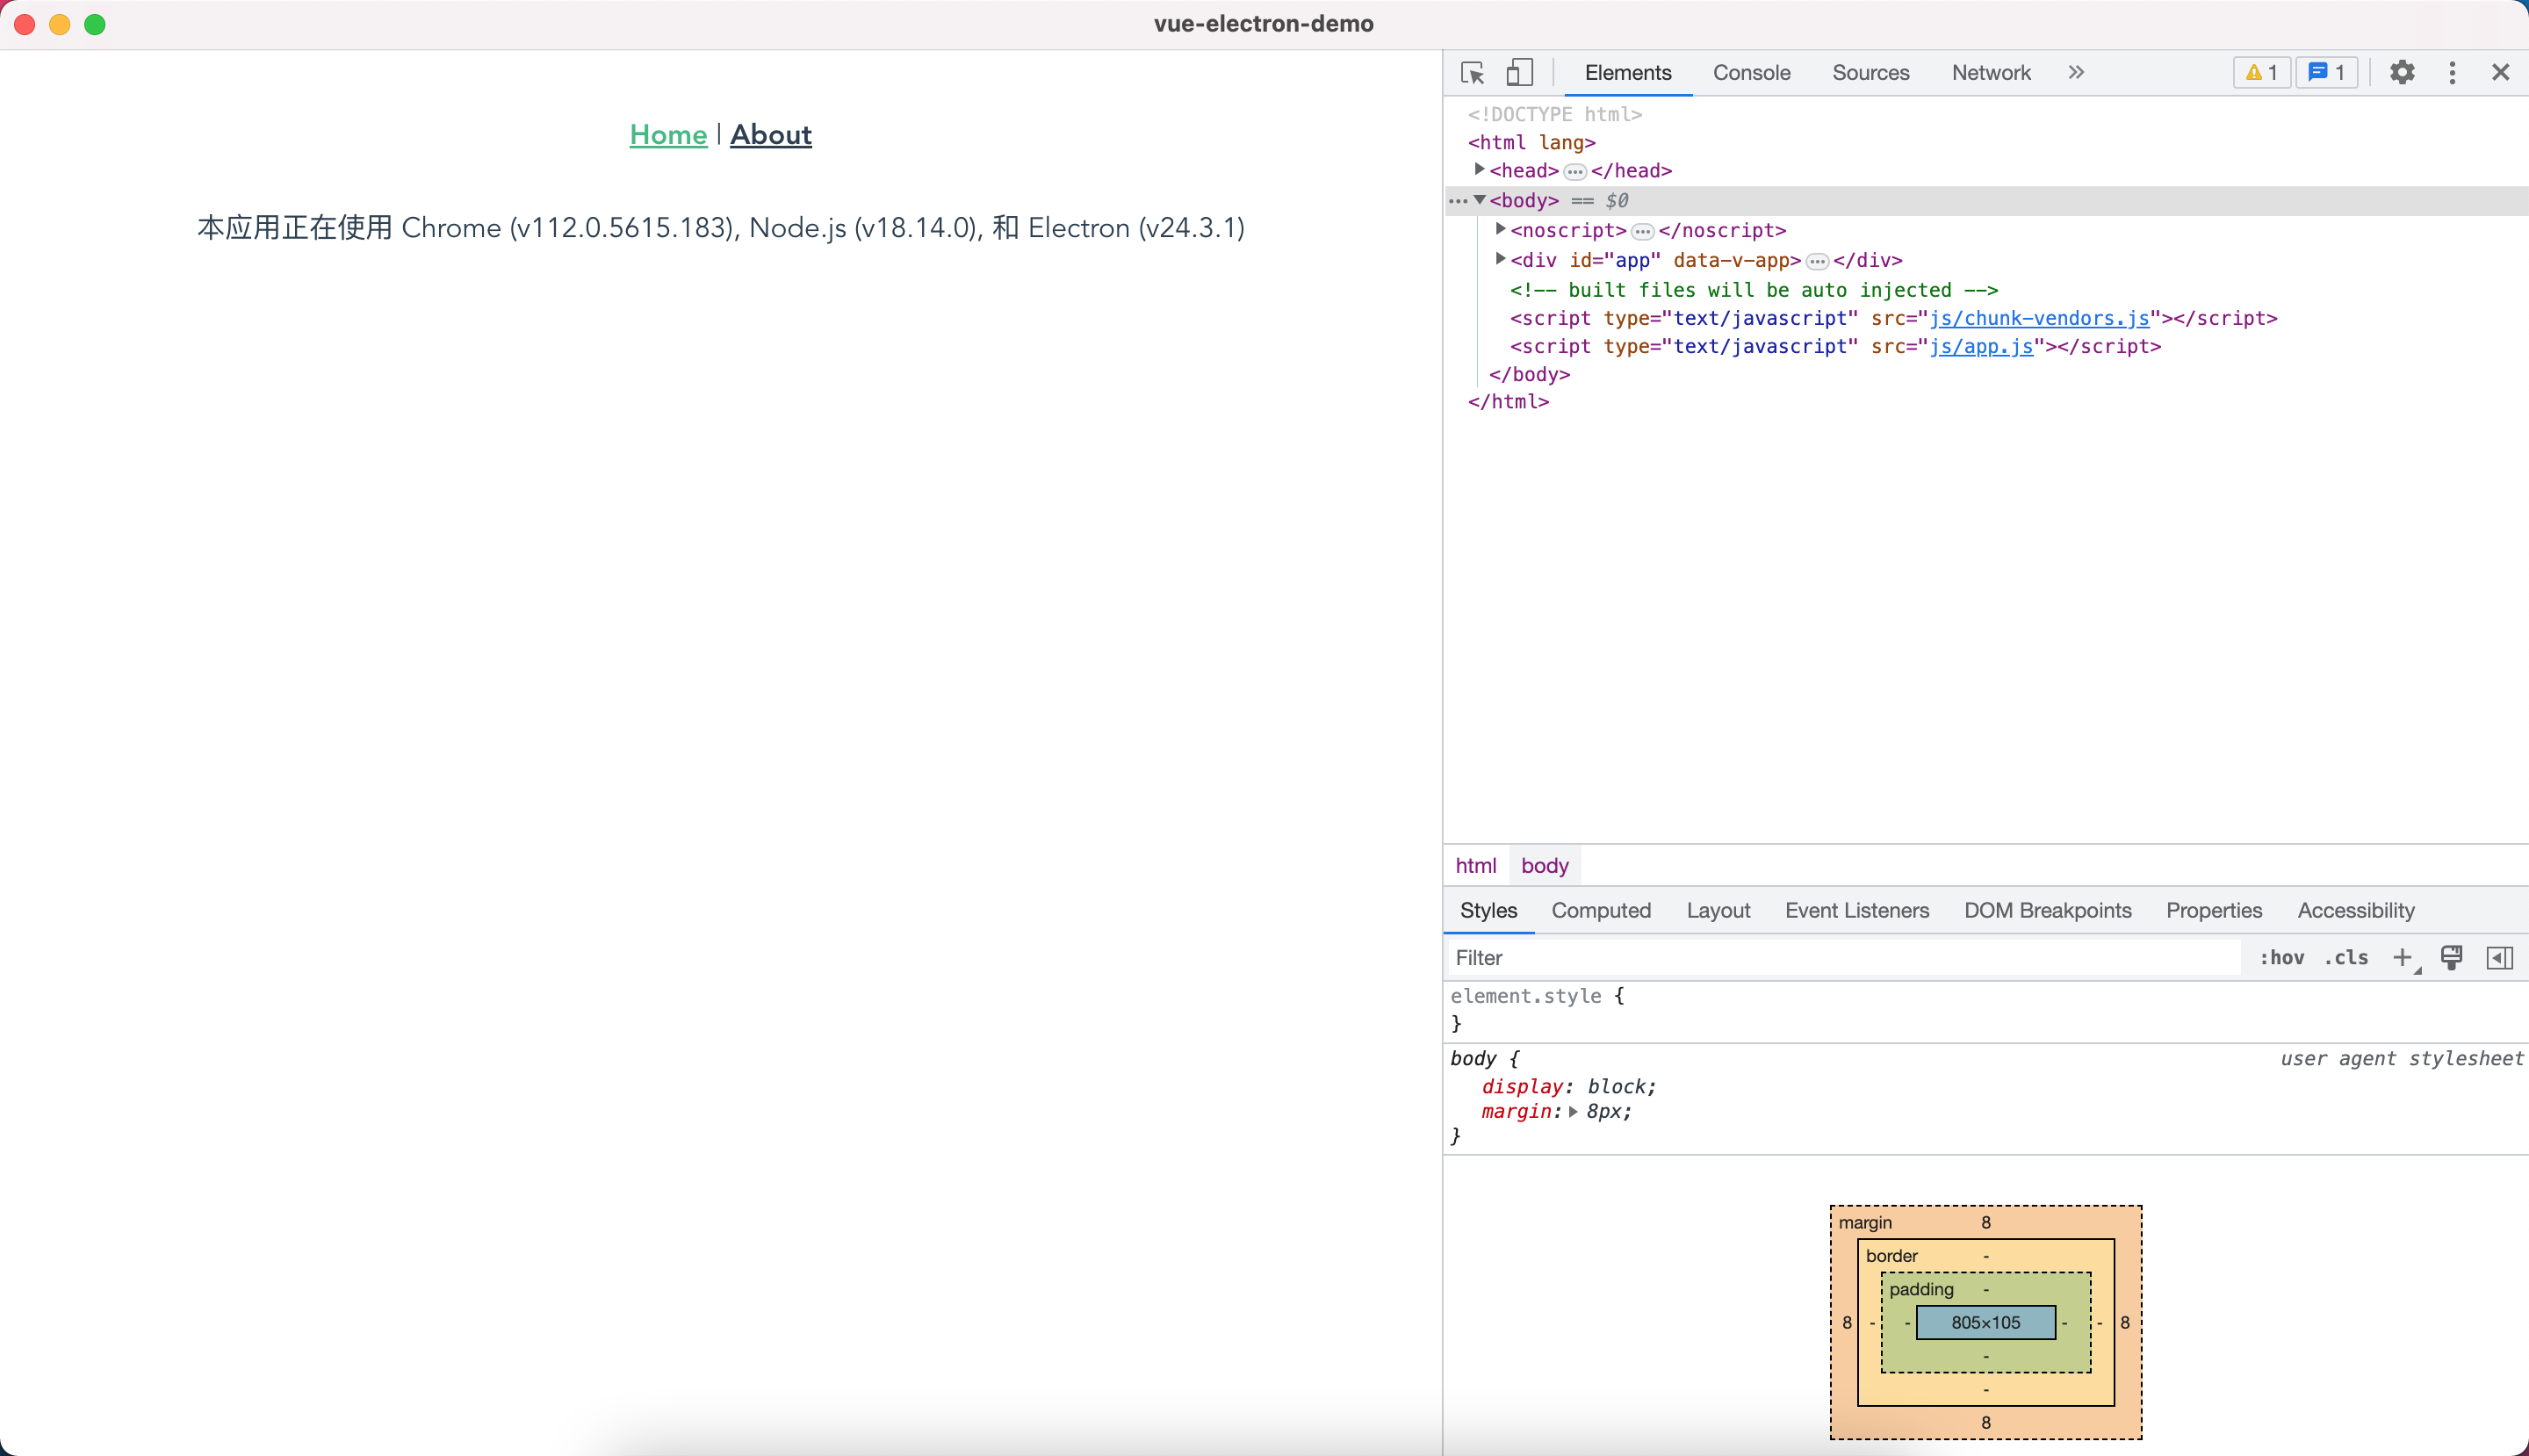 vue-electron-demo
Home | About
本应用正在使用 Chrome (v112.0.5615.183), Node.js (v18.14.0), 和 Electron (v24.3.1)
Elements Console Sources Network » 1 1
<!DOCTYPE html>
<html lang>
<head>…</head>
<body> == $0
<noscript>…</noscript>
<div id="app" data-v-app>…</div>
<!-- built files will be auto injected -->
<script type="text/javascript" src="js/chunk-vendors.js"></script>
<script type="text/javascript" src="js/app.js"></script>
</body>
</html>
html body
Styles Computed Layout Event Listeners DOM Breakpoints Properties Accessibility
Filter :hov .cls +
element.style {
}
body { user agent stylesheet
display: block;
margin: 8px;
}
margin 8
border -
padding -
8 - - 805×105 - - 8
-
-
8